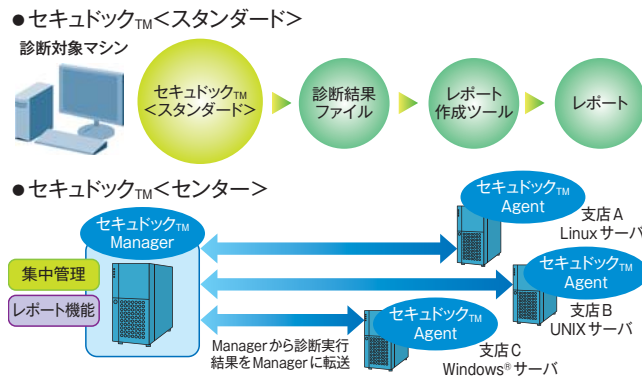 ●セキュドック™＜スタンダード＞
診断対象マシン
セキュドック™
＜スタンダード＞
診断結果
ファイル
レポート
作成ツール
レポート
●セキュドック™＜センター＞
セキュドック™
Manager
集中管理
レポート機能
セキュドック™
Agent
支店A
Linuxサーバ
セキュドック™
Agent
支店B
UNIXサーバ
セキュドック™
Agent
支店C
Windows®サーバ
Managerから診断実行
結果をManagerに転送